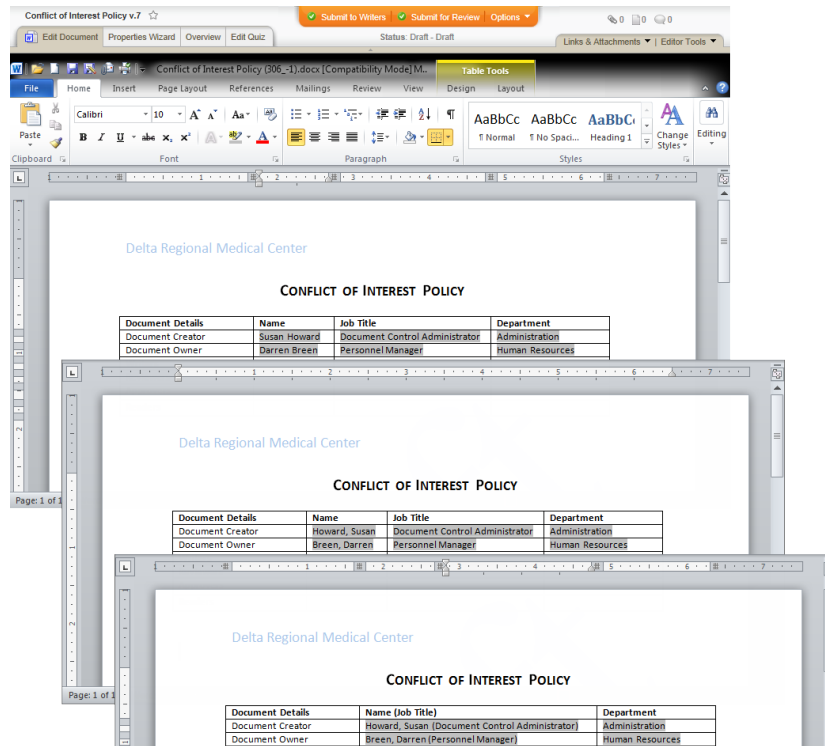 Conflict of Interest Policy v.7
Submit to Writers Submit for Review Options
0 0 0
Edit Document Properties Wizard Overview Edit Quiz
Status: Draft - Draft
Links & Attachments Editor Tools
Conflict of Interest Policy (306_-1).docx [Compatibility Mode] M..
Table Tools
File Home Insert Page Layout References Mailings Review View Design Layout
Calibri 10
AaBbCc AaBbCc AaBbC
Paste
¶ Normal ¶ No Spaci... Heading 1
Change Styles
Editing
Clipboard Font Paragraph Styles
Delta Regional Medical Center
CONFLICT OF INTEREST POLICY
Document Details Name Job Title Department
Document Creator Susan Howard Document Control Administrator Administration
Document Owner Darren Breen Personnel Manager Human Resources
Page: 1 of 1
Delta Regional Medical Center
CONFLICT OF INTEREST POLICY
Document Details Name Job Title Department
Document Creator Howard, Susan Document Control Administrator Administration
Document Owner Breen, Darren Personnel Manager Human Resources
Page: 1 of 1
Delta Regional Medical Center
CONFLICT OF INTEREST POLICY
Document Details Name (Job Title) Department
Document Creator Howard, Susan (Document Control Administrator) Administration
Document Owner Breen, Darren (Personnel Manager) Human Resources